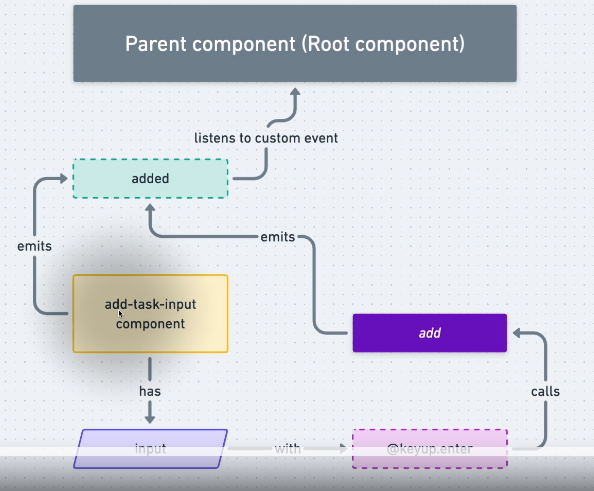 Parent component (Root component)
listens to custom event
added
emits
emits
add-task-input
component
add
has
calls
input
with
@keyup.enter